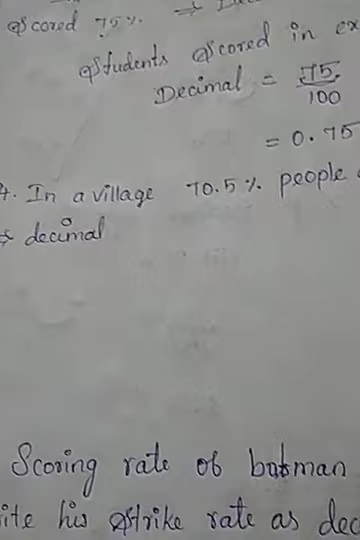 scored 75% ⇒
students scored in ex
Decimal = 75/100
= 0.75
4. In a village 70.5% people
decimal
Scoring rate of batman
ite his strike rate as dec